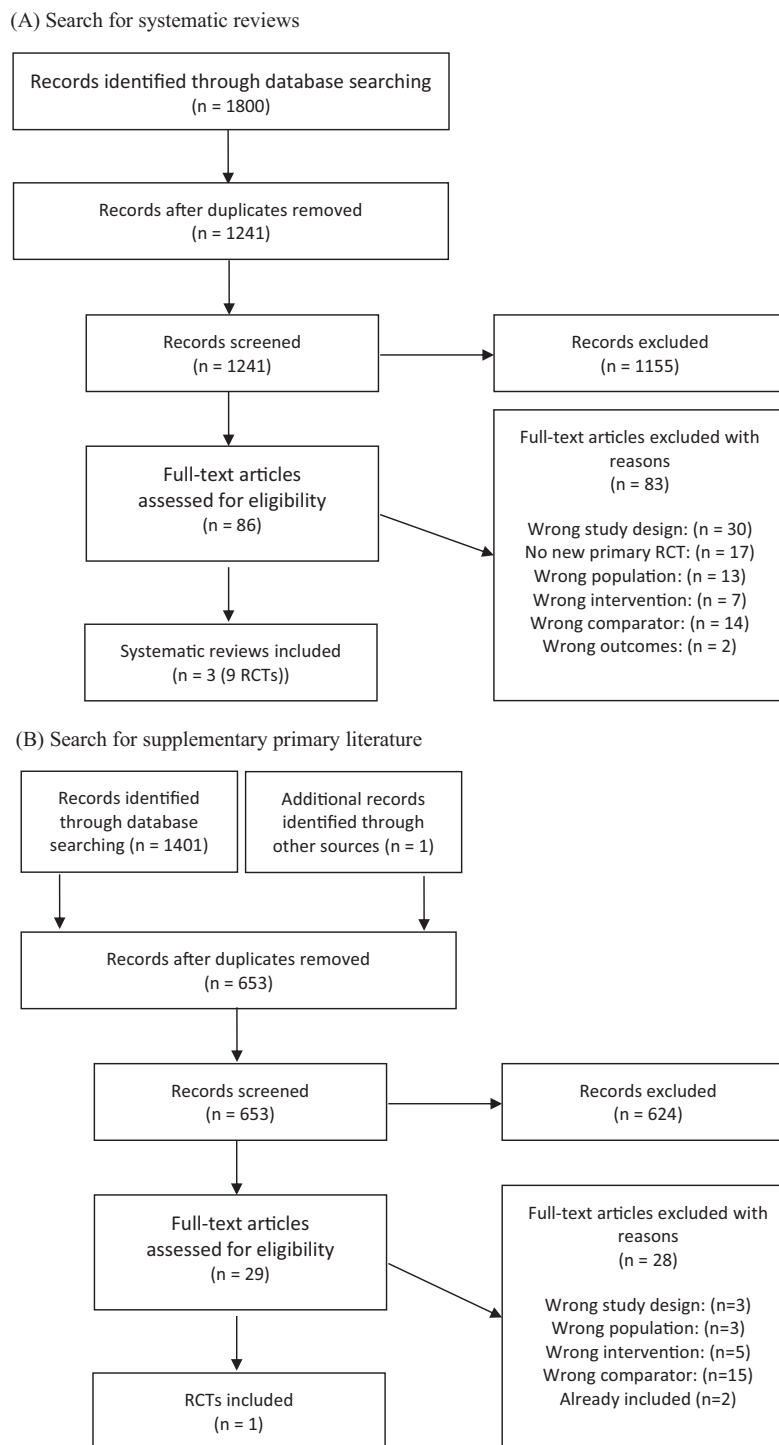 (A) Search for systematic reviews
Records identified through database searching
(n = 1800)
Records after duplicates removed
(n = 1241)
Records screened
(n = 1241)
Records excluded
(n = 1155)
Full-text articles
assessed for eligibility
(n = 86)
Full-text articles excluded with
reasons
(n = 83)
Wrong study design: (n = 30)
No new primary RCT: (n = 17)
Wrong population: (n = 13)
Wrong intervention: (n = 7)
Wrong comparator: (n = 14)
Wrong outcomes: (n = 2)
Systematic reviews included
(n = 3 (9 RCTs))
(B) Search for supplementary primary literature
Records identified
through database
searching (n = 1401)
Additional records
identified through
other sources (n = 1)
Records after duplicates removed
(n = 653)
Records screened
(n = 653)
Records excluded
(n = 624)
Full-text articles
assessed for eligibility
(n = 29)
Full-text articles excluded with
reasons
(n = 28)
Wrong study design: (n=3)
Wrong population: (n=3)
Wrong intervention: (n=5)
Wrong comparator: (n=15)
Already included (n=2)
RCTs included
(n = 1)